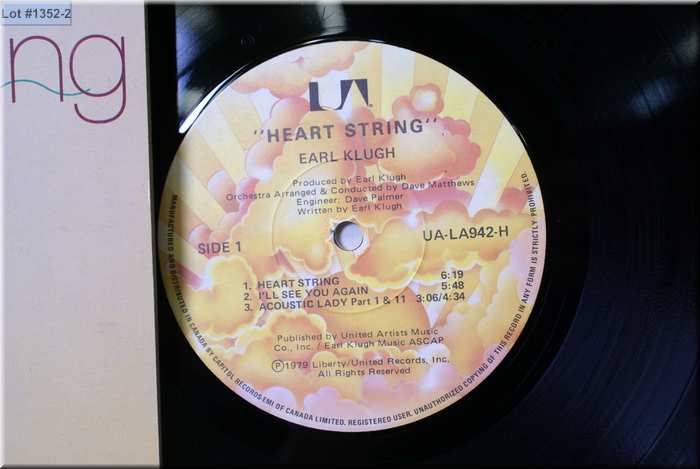 Lot #1352-2
ng
UA
"HEART STRING"
EARL KLUGH
Produced by Earl Klugh
Orchestra Arranged & Conducted by Dave Matthews
Engineer: Dave Palmer
Written by Earl Klugh
SIDE 1
UA-LA942-H
1. HEART STRING 6:19
2. I'LL SEE YOU AGAIN 5:48
3. ACOUSTIC LADY Part 1 & 11 3:06/4:34
Published by United Artists Music
Co., Inc. / Earl Klugh Music ASCAP
Ⓟ1979 Liberty/United Records, Inc.
All Rights Reserved
MANUFACTURED AND DISTRIBUTED IN CANADA BY CAPITOL RECORDS-EMI OF CANADA LIMITED. REGISTERED USER. UNAUTHORIZED COPYING OF THIS RECORD IN ANY FORM IS STRICTLY PROHIBITED.